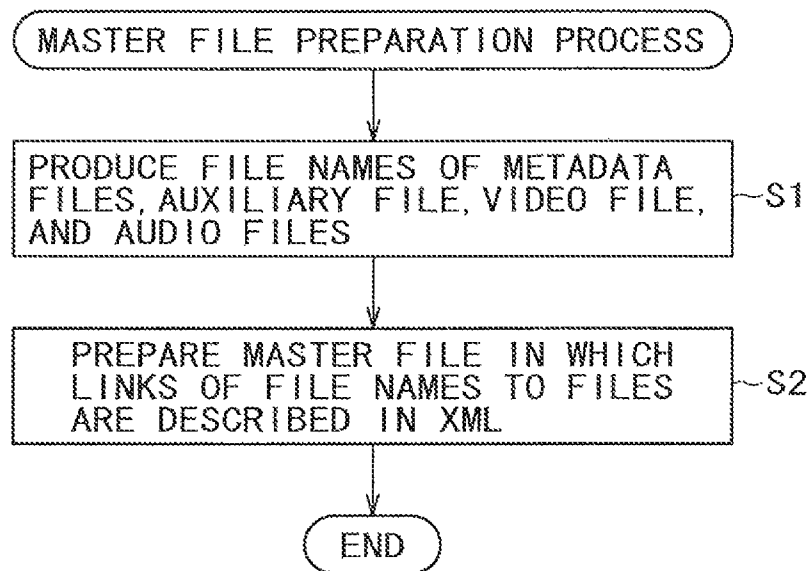 MASTER FILE PREPARATION PROCESS
PRODUCE FILE NAMES OF METADATA
FILES, AUXILIARY FILE, VIDEO FILE,
AND AUDIO FILES
S1
PREPARE MASTER FILE IN WHICH
LINKS OF FILE NAMES TO FILES
ARE DESCRIBED IN XML
S2
END